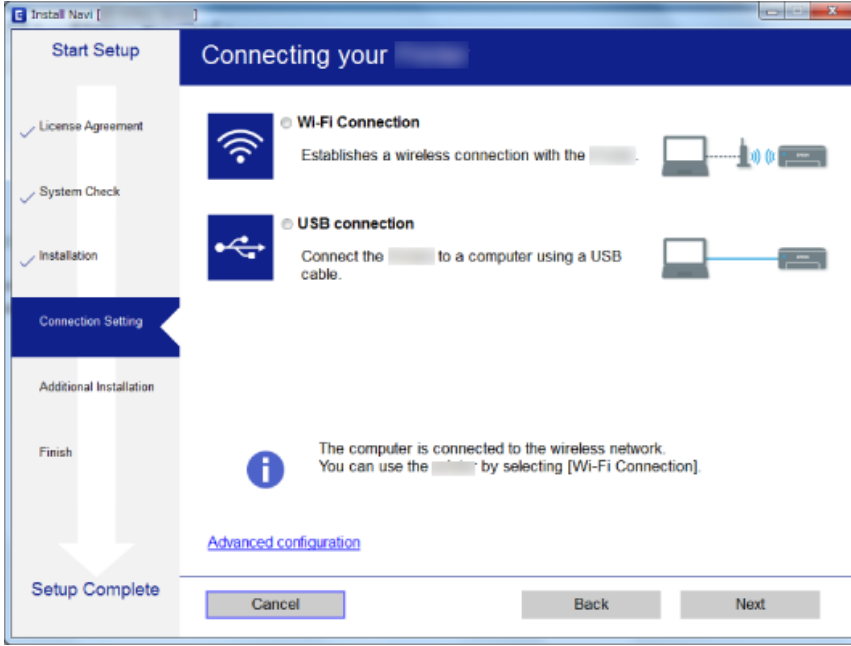 E Install Navi [ ]
Start Setup
Connecting your
License Agreement
System Check
Installation
Connection Setting
Additional Installation
Finish
Setup Complete
Wi-Fi Connection
Establishes a wireless connection with the .
USB connection
Connect the to a computer using a USB
cable.
The computer is connected to the wireless network.
You can use the by selecting [Wi-Fi Connection].
Advanced configuration
Cancel
Back
Next